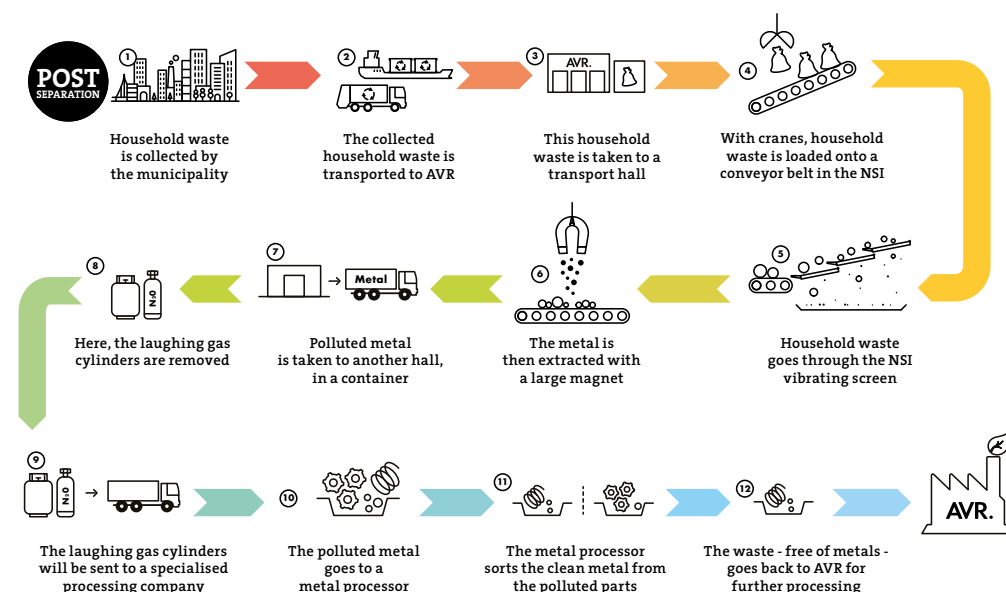 POST
SEPARATION
1
Household waste
is collected by
the municipality
2
The collected
household waste is
transported to AVR
3
AVR.
This household
waste is taken to a
transport hall
4
With cranes, household
waste is loaded onto a
conveyor belt in the NSI
5
Household waste
goes through the NSI
vibrating screen
6
The metal is
then extracted with
a large magnet
7
Metal
Polluted metal
is taken to another hall,
in a container
8
N₂O
Here, the laughing gas
cylinders are removed
9
N₂O
The laughing gas cylinders
will be sent to a specialised
processing company
10
The polluted metal
goes to a
metal processor
11
The metal processor
sorts the clean metal from
the polluted parts
12
The waste - free of metals -
goes back to AVR for
further processing
AVR.